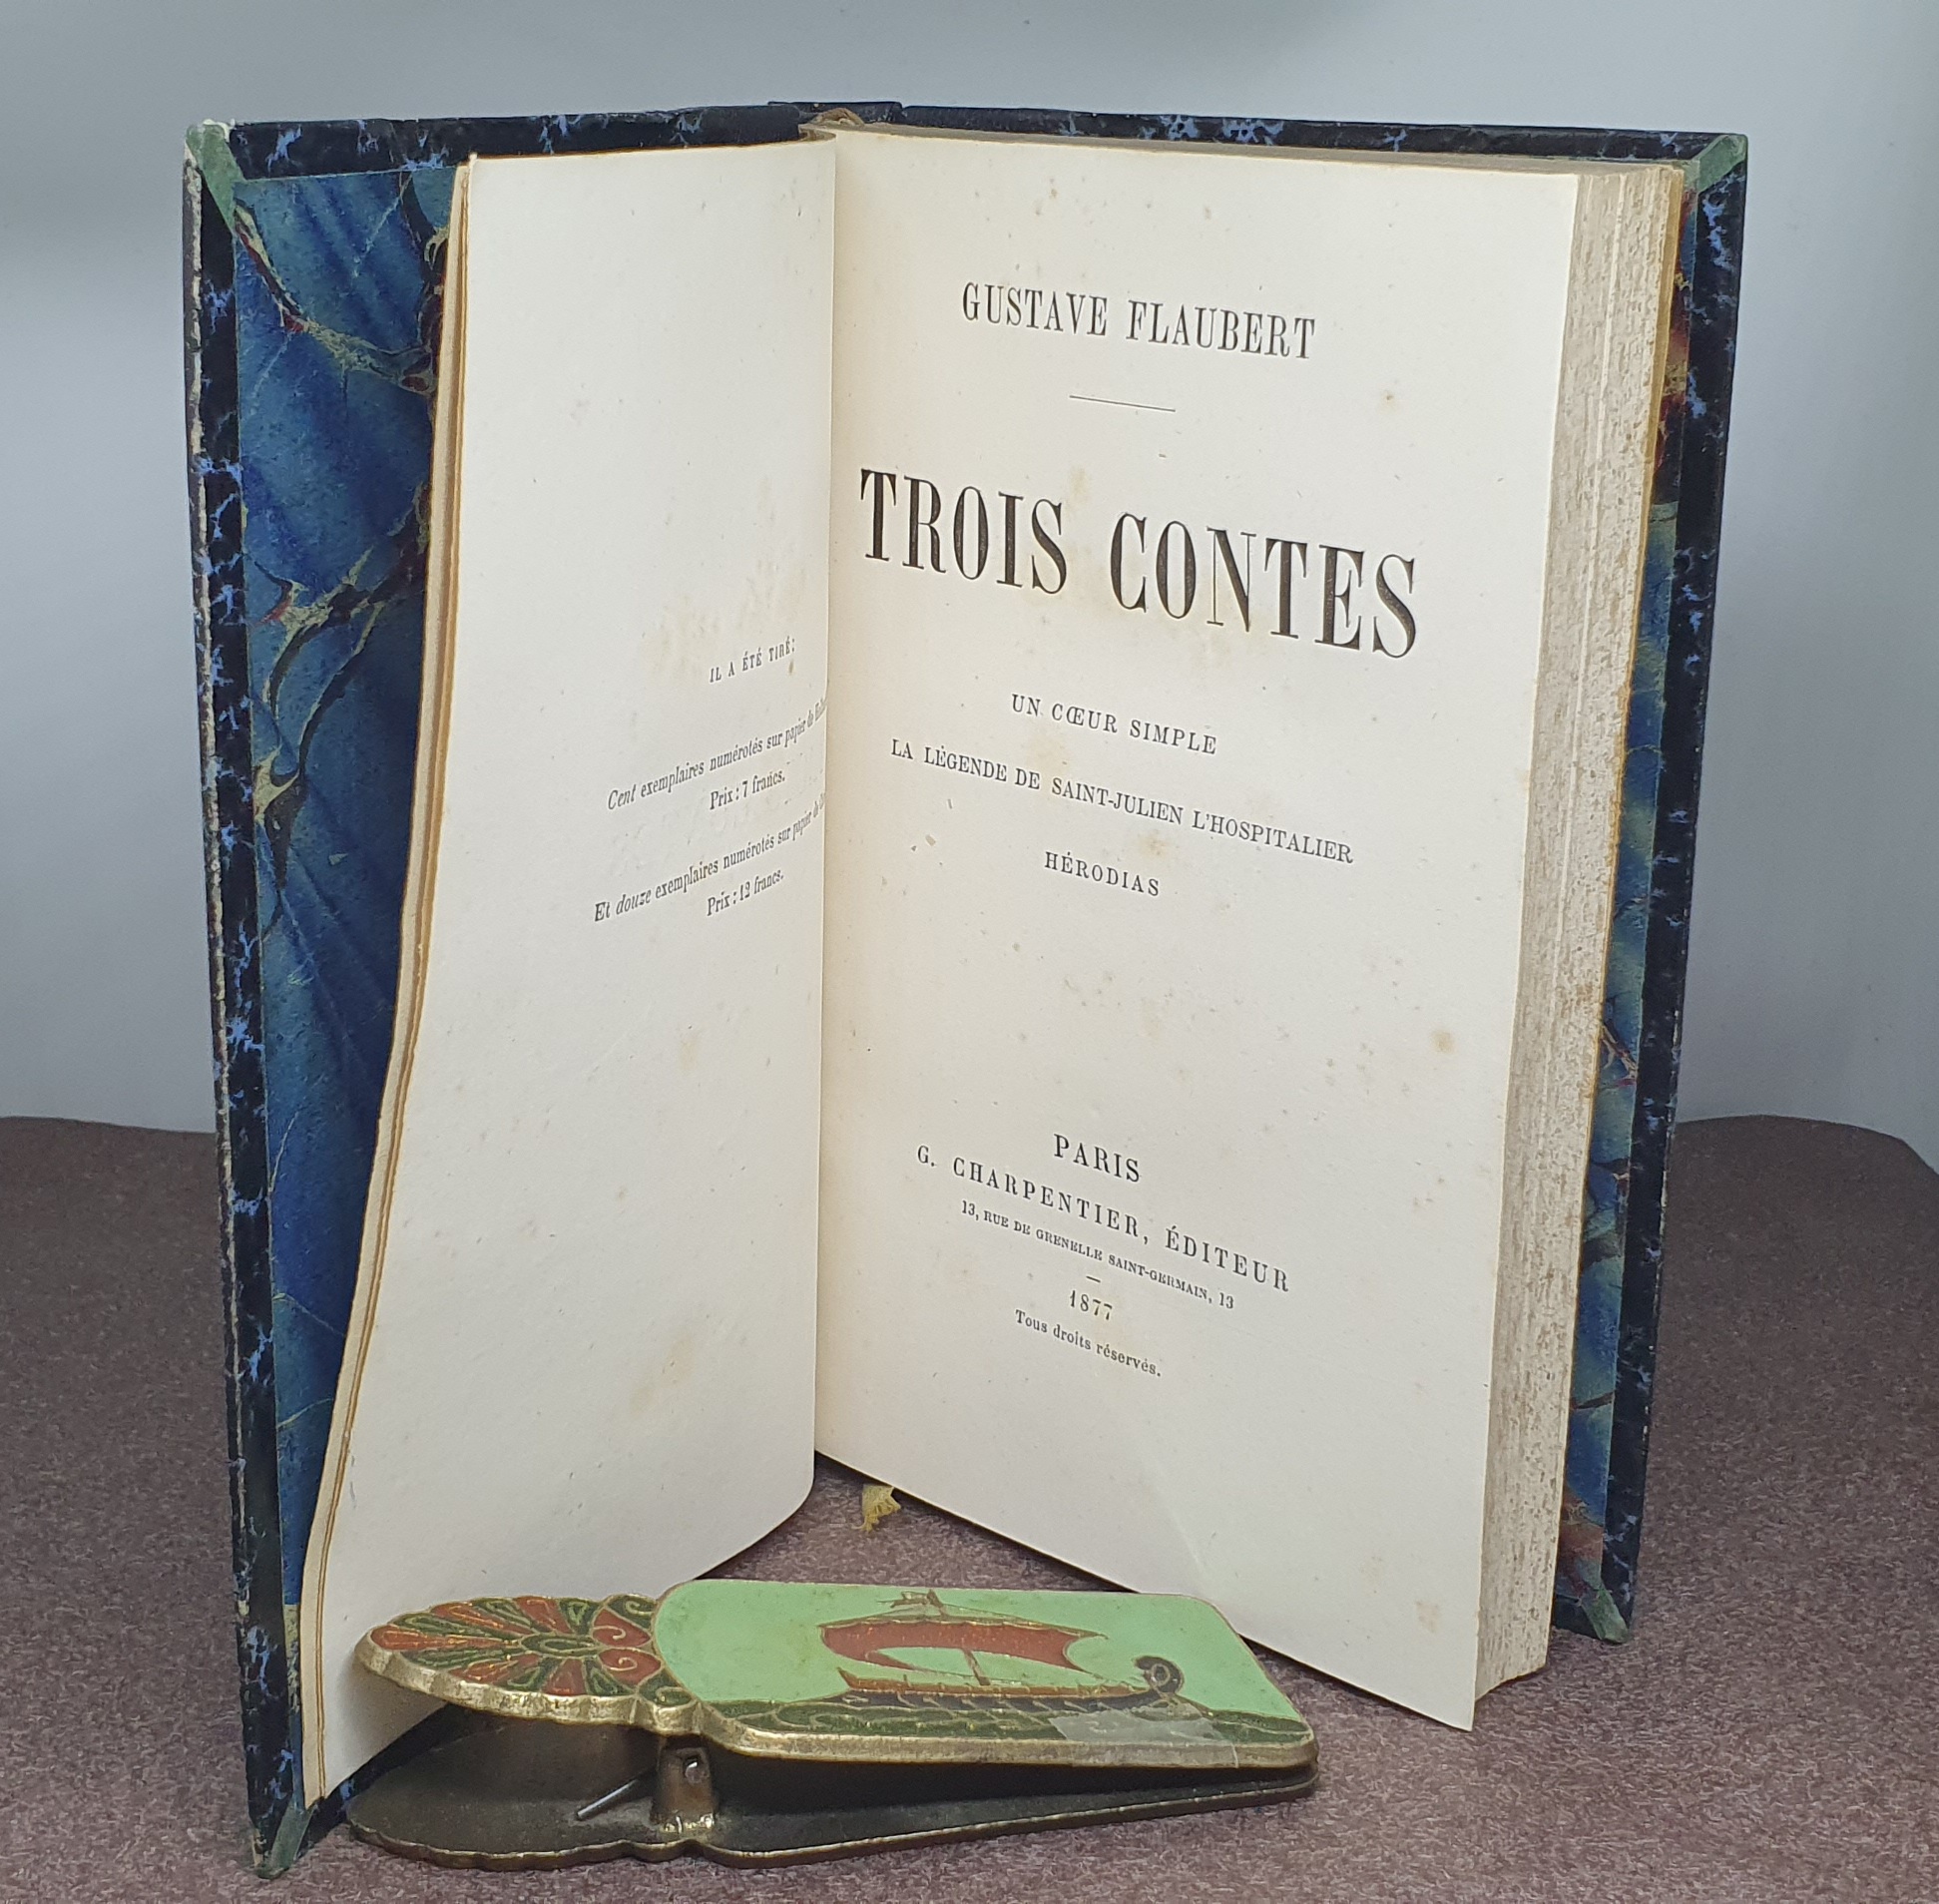 IL A ÉTÉ TIRÉ:
Cent exemplaires numérotés sur papier de
Prix : 7 francs.
Et douze exemplaires numérotés sur papier de
Prix : 12 francs.
GUSTAVE FLAUBERT
TROIS CONTES
UN CŒUR SIMPLE
LA LÉGENDE DE SAINT-JULIEN L'HOSPITALIER
HÉRODIAS
PARIS
G. CHARPENTIER, ÉDITEUR
13, RUE DE GRENELLE SAINT-GERMAIN, 13
1877
Tous droits réservés.